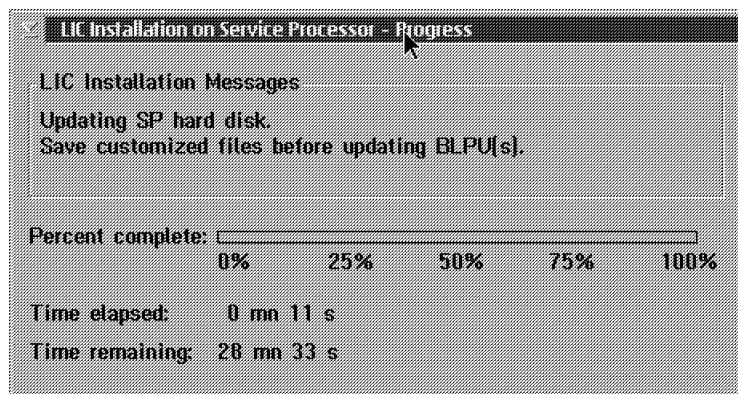 LIC Installation on Service Processor - Progress
LIC Installation Messages
Updating SP hard disk.
Save customized files before updating BLPU(s).
Percent complete:
0% 25% 50% 75% 100%
Time elapsed: 0 mn 11 s
Time remaining: 28 mn 33 s